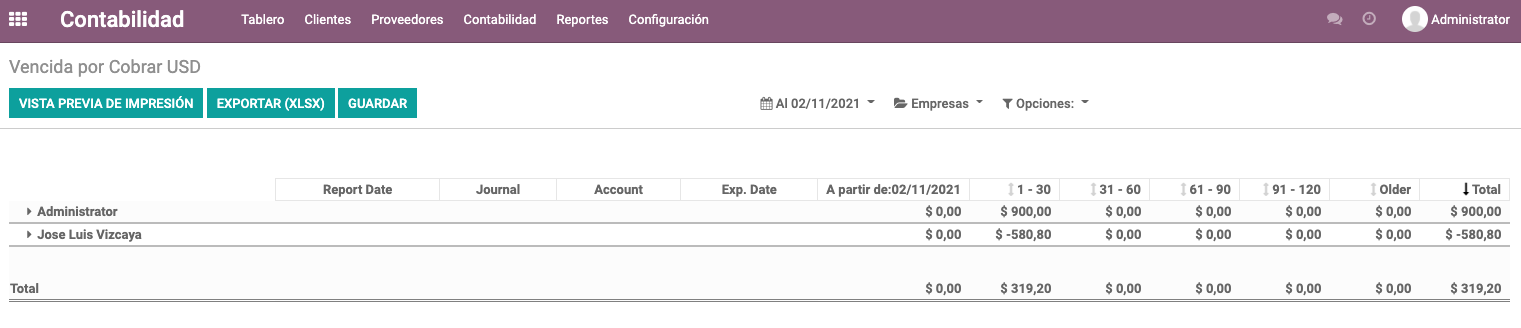 Contabilidad Tablero Clientes Proveedores Contabilidad Reportes Configuración Administrator
Vencida por Cobrar USD
VISTA PREVIA DE IMPRESIÓN EXPORTAR (XLSX) GUARDAR Al 02/11/2021 Empresas Opciones:
Report Date Journal Account Exp. Date A partir de:02/11/2021 1 - 30 31 - 60 61 - 90 91 - 120 Older Total
Administrator $ 0,00 $ 900,00 $ 0,00 $ 0,00 $ 0,00 $ 0,00 $ 900,00
Jose Luis Vizcaya $ 0,00 $ -580,80 $ 0,00 $ 0,00 $ 0,00 $ 0,00 $ -580,80
Total $ 0,00 $ 319,20 $ 0,00 $ 0,00 $ 0,00 $ 0,00 $ 319,20